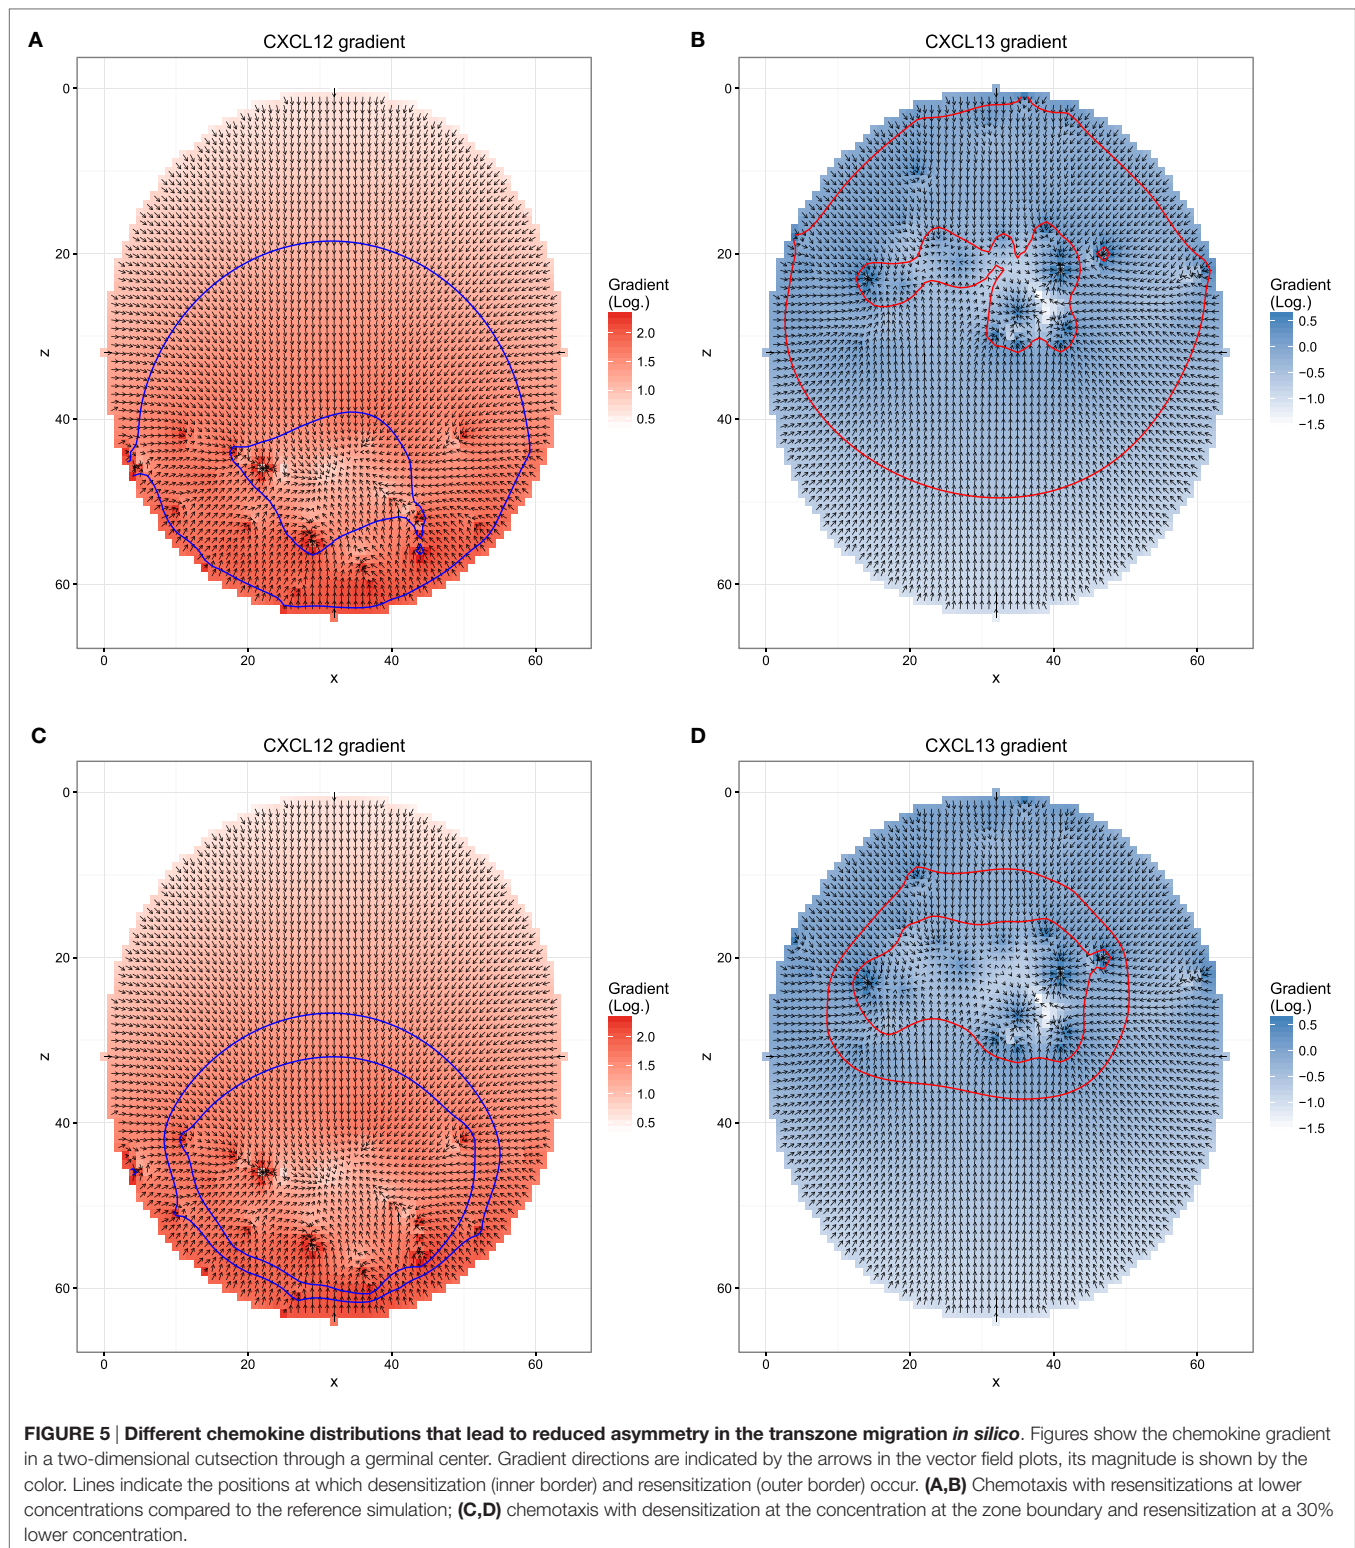 A
CXCL12 gradient
0
20
40
60
z
0
20
40
60
x
Gradient
(Log.)
2.0
1.5
1.0
0.5
B
CXCL13 gradient
0
20
40
60
z
0
20
40
60
x
Gradient
(Log.)
0.5
0.0
−0.5
−1.0
−1.5
C
CXCL12 gradient
0
20
40
60
z
0
20
40
60
x
Gradient
(Log.)
2.0
1.5
1.0
0.5
D
CXCL13 gradient
0
20
40
60
z
0
20
40
60
x
Gradient
(Log.)
0.5
0.0
−0.5
−1.0
−1.5
FIGURE 5 | Different chemokine distributions that lead to reduced asymmetry in the transzone migration in silico. Figures show the chemokine gradient
in a two-dimensional cutsection through a germinal center. Gradient directions are indicated by the arrows in the vector field plots, its magnitude is shown by the
color. Lines indicate the positions at which desensitization (inner border) and resensitization (outer border) occur. (A,B) Chemotaxis with resensitizations at lower
concentrations compared to the reference simulation; (C,D) chemotaxis with desensitization at the concentration at the zone boundary and resensitization at a 30%
lower concentration.